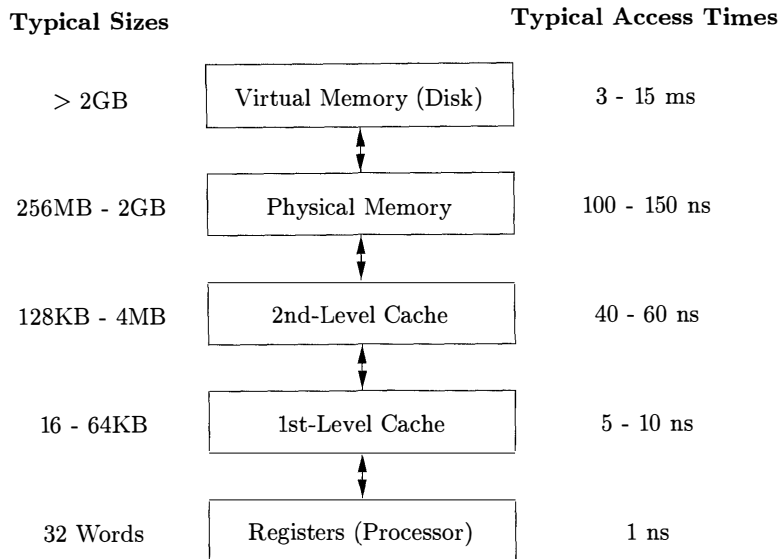 Typical Sizes
Typical Access Times
> 2GB
Virtual Memory (Disk)
3 - 15 ms
256MB - 2GB
Physical Memory
100 - 150 ns
128KB - 4MB
2nd-Level Cache
40 - 60 ns
16 - 64KB
1st-Level Cache
5 - 10 ns
32 Words
Registers (Processor)
1 ns